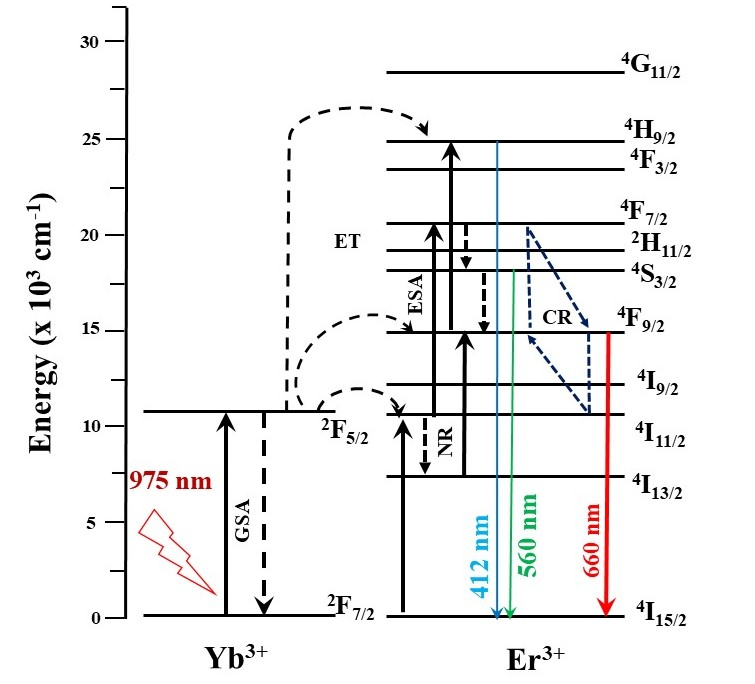 Energy (x 10³ cm⁻¹)
30
25
20
15
10
5
0
⁴G₁₁/₂
⁴H₉/₂
⁴F₃/₂
⁴F₇/₂
²H₁₁/₂
⁴S₃/₂
⁴F₉/₂
⁴I₉/₂
⁴I₁₁/₂
⁴I₁₃/₂
⁴I₁₅/₂
ET
ESA
CR
NR
²F₅/₂
975 nm
GSA
412 nm
560 nm
660 nm
²F₇/₂
Yb³⁺
Er³⁺